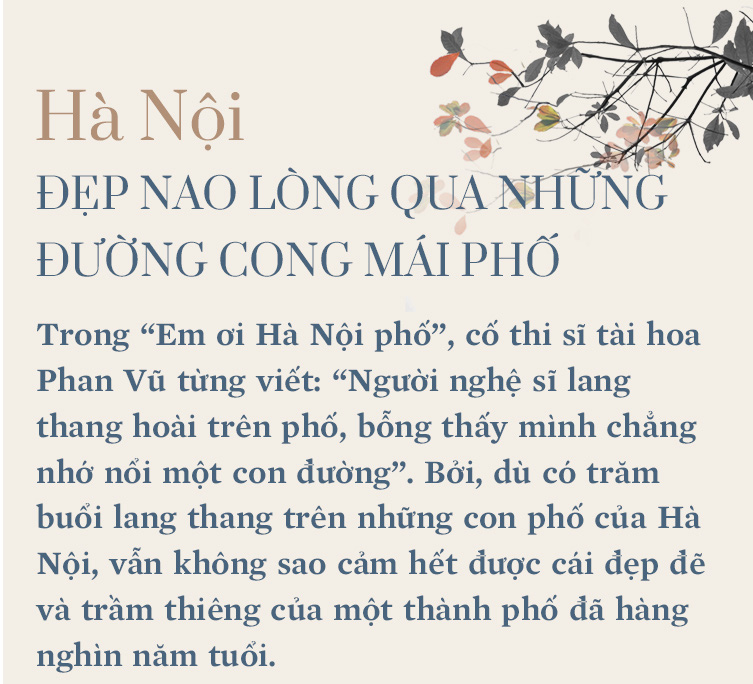 Hà Nội
ĐẸP NAO LÒNG QUA NHỮNG
ĐƯỜNG CONG MÁI PHỐ
Trong “Em ơi Hà Nội phố”, cố thi sĩ tài hoa
Phan Vũ từng viết: “Người nghệ sĩ lang
thang hoài trên phố, bỗng thấy mình chẳng
nhớ nổi một con đường”. Bởi, dù có trăm
buổi lang thang trên những con phố của Hà
Nội, vẫn không sao cảm hết được cái đẹp đẽ
và trầm thiêng của một thành phố đã hàng
nghìn năm tuổi.